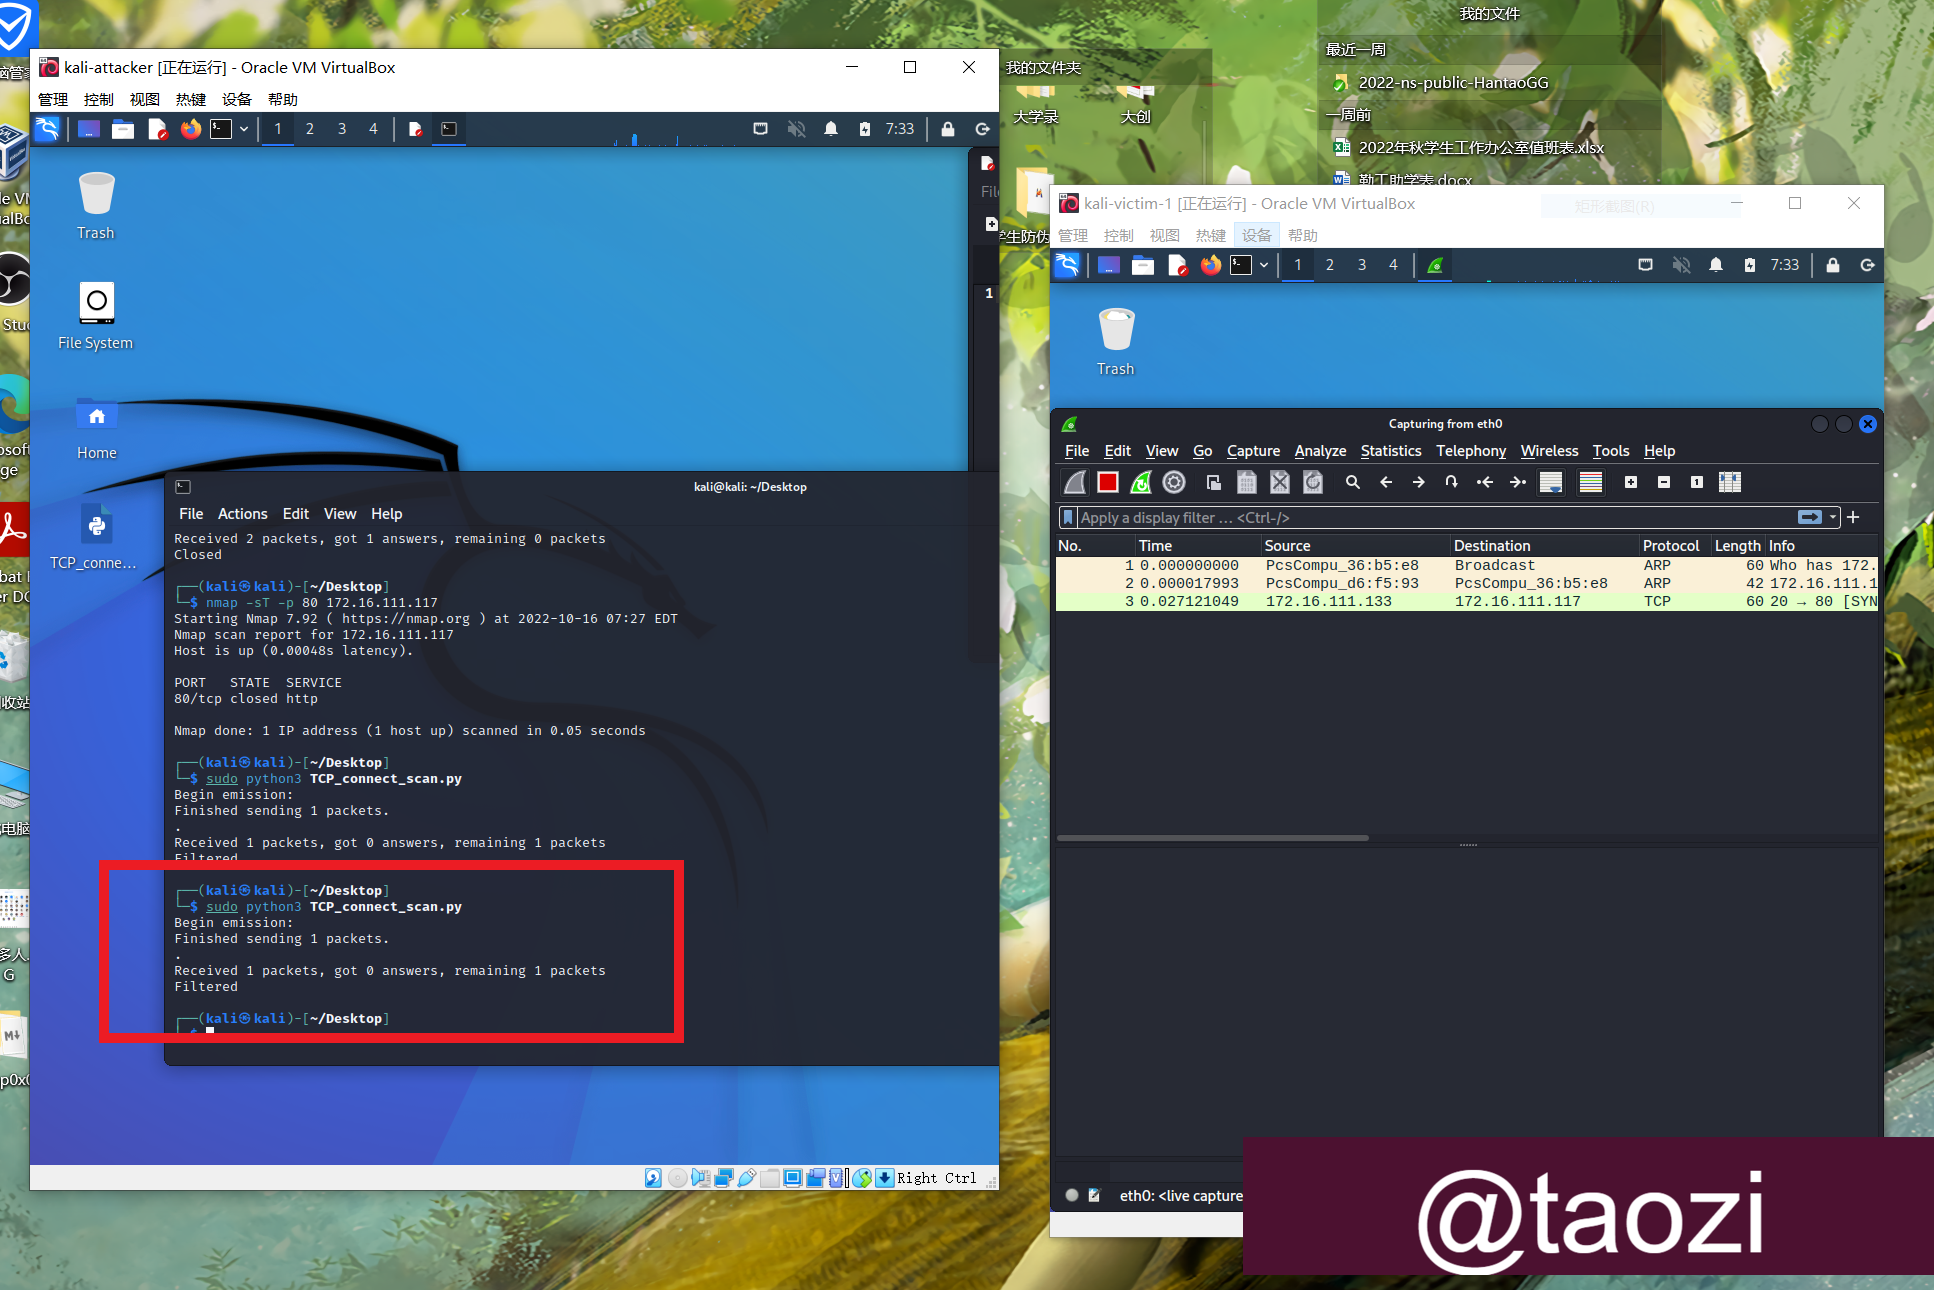 我的文件
最近一周
2022-ns-public-HantaoGG
一周前
2022年秋学生工作办公室值班表.xlsx
勤工助学表.docx
我的文件夹
大学录
大创
kali-attacker [正在运行] - Oracle VM VirtualBox
管理 控制 视图 热键 设备 帮助
1 2 3 4 7:33
Trash
File System
Home
TCP_conne...
kali@kali: ~/Desktop
File Actions Edit View Help
Received 2 packets, got 1 answers, remaining 0 packets
Closed
┌──(kali㉿kali)-[~/Desktop]
└─$ nmap -sT -p 80 172.16.111.117
Starting Nmap 7.92 ( https://nmap.org ) at 2022-10-16 07:27 EDT
Nmap scan report for 172.16.111.117
Host is up (0.00048s latency).
PORT   STATE  SERVICE
80/tcp closed http
Nmap done: 1 IP address (1 host up) scanned in 0.05 seconds
┌──(kali㉿kali)-[~/Desktop]
└─$ sudo python3 TCP_connect_scan.py
Begin emission:
Finished sending 1 packets.
.
Received 1 packets, got 0 answers, remaining 1 packets
Filtered
┌──(kali㉿kali)-[~/Desktop]
└─$ sudo python3 TCP_connect_scan.py
Begin emission:
Finished sending 1 packets.
.
Received 1 packets, got 0 answers, remaining 1 packets
Filtered
┌──(kali㉿kali)-[~/Desktop]
└─$
Right Ctrl
1
kali-victim-1 [正在运行] - Oracle VM VirtualBox
矩形截图(R)
管理 控制 视图 热键 设备 帮助
1 2 3 4 7:33
Trash
Capturing from eth0
File Edit View Go Capture Analyze Statistics Telephony Wireless Tools Help
Apply a display filter ... <Ctrl-/>
No. Time Source Destination Protocol Length Info
1 0.000000000 PcsCompu_36:b5:e8 Broadcast ARP 60 Who has 172.
2 0.000017993 PcsCompu_d6:f5:93 PcsCompu_36:b5:e8 ARP 42 172.16.111.1
3 0.027121049 172.16.111.133 172.16.111.117 TCP 60 20 → 80 [SYN
eth0: <live capture
@taozi